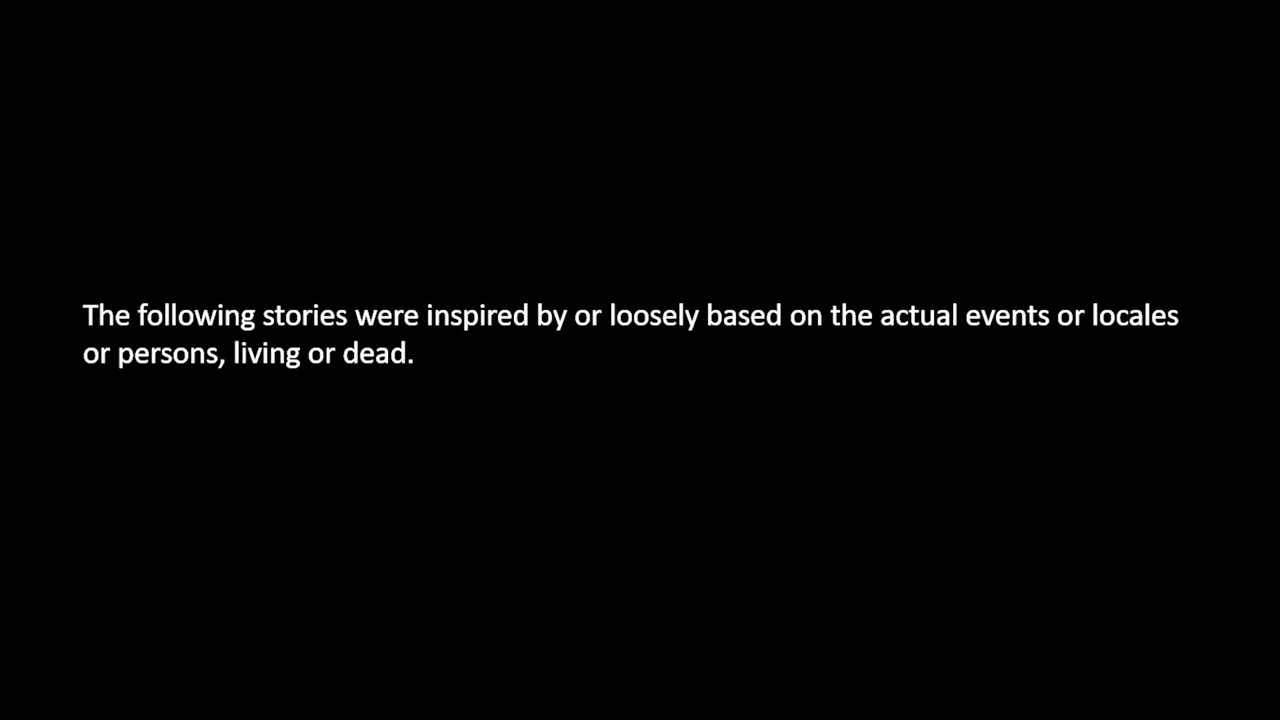 The following stories were inspired by or loosely based on the actual events or locales
or persons, living or dead.